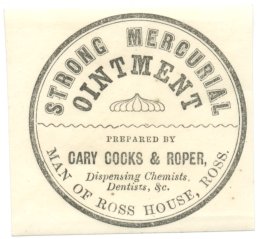 STRONG MERCURIAL
OINTMENT
PREPARED BY
CARY COCKS & ROPER,
Dispensing Chemists,
Dentists, &c.
MAN OF ROSS HOUSE, ROSS.